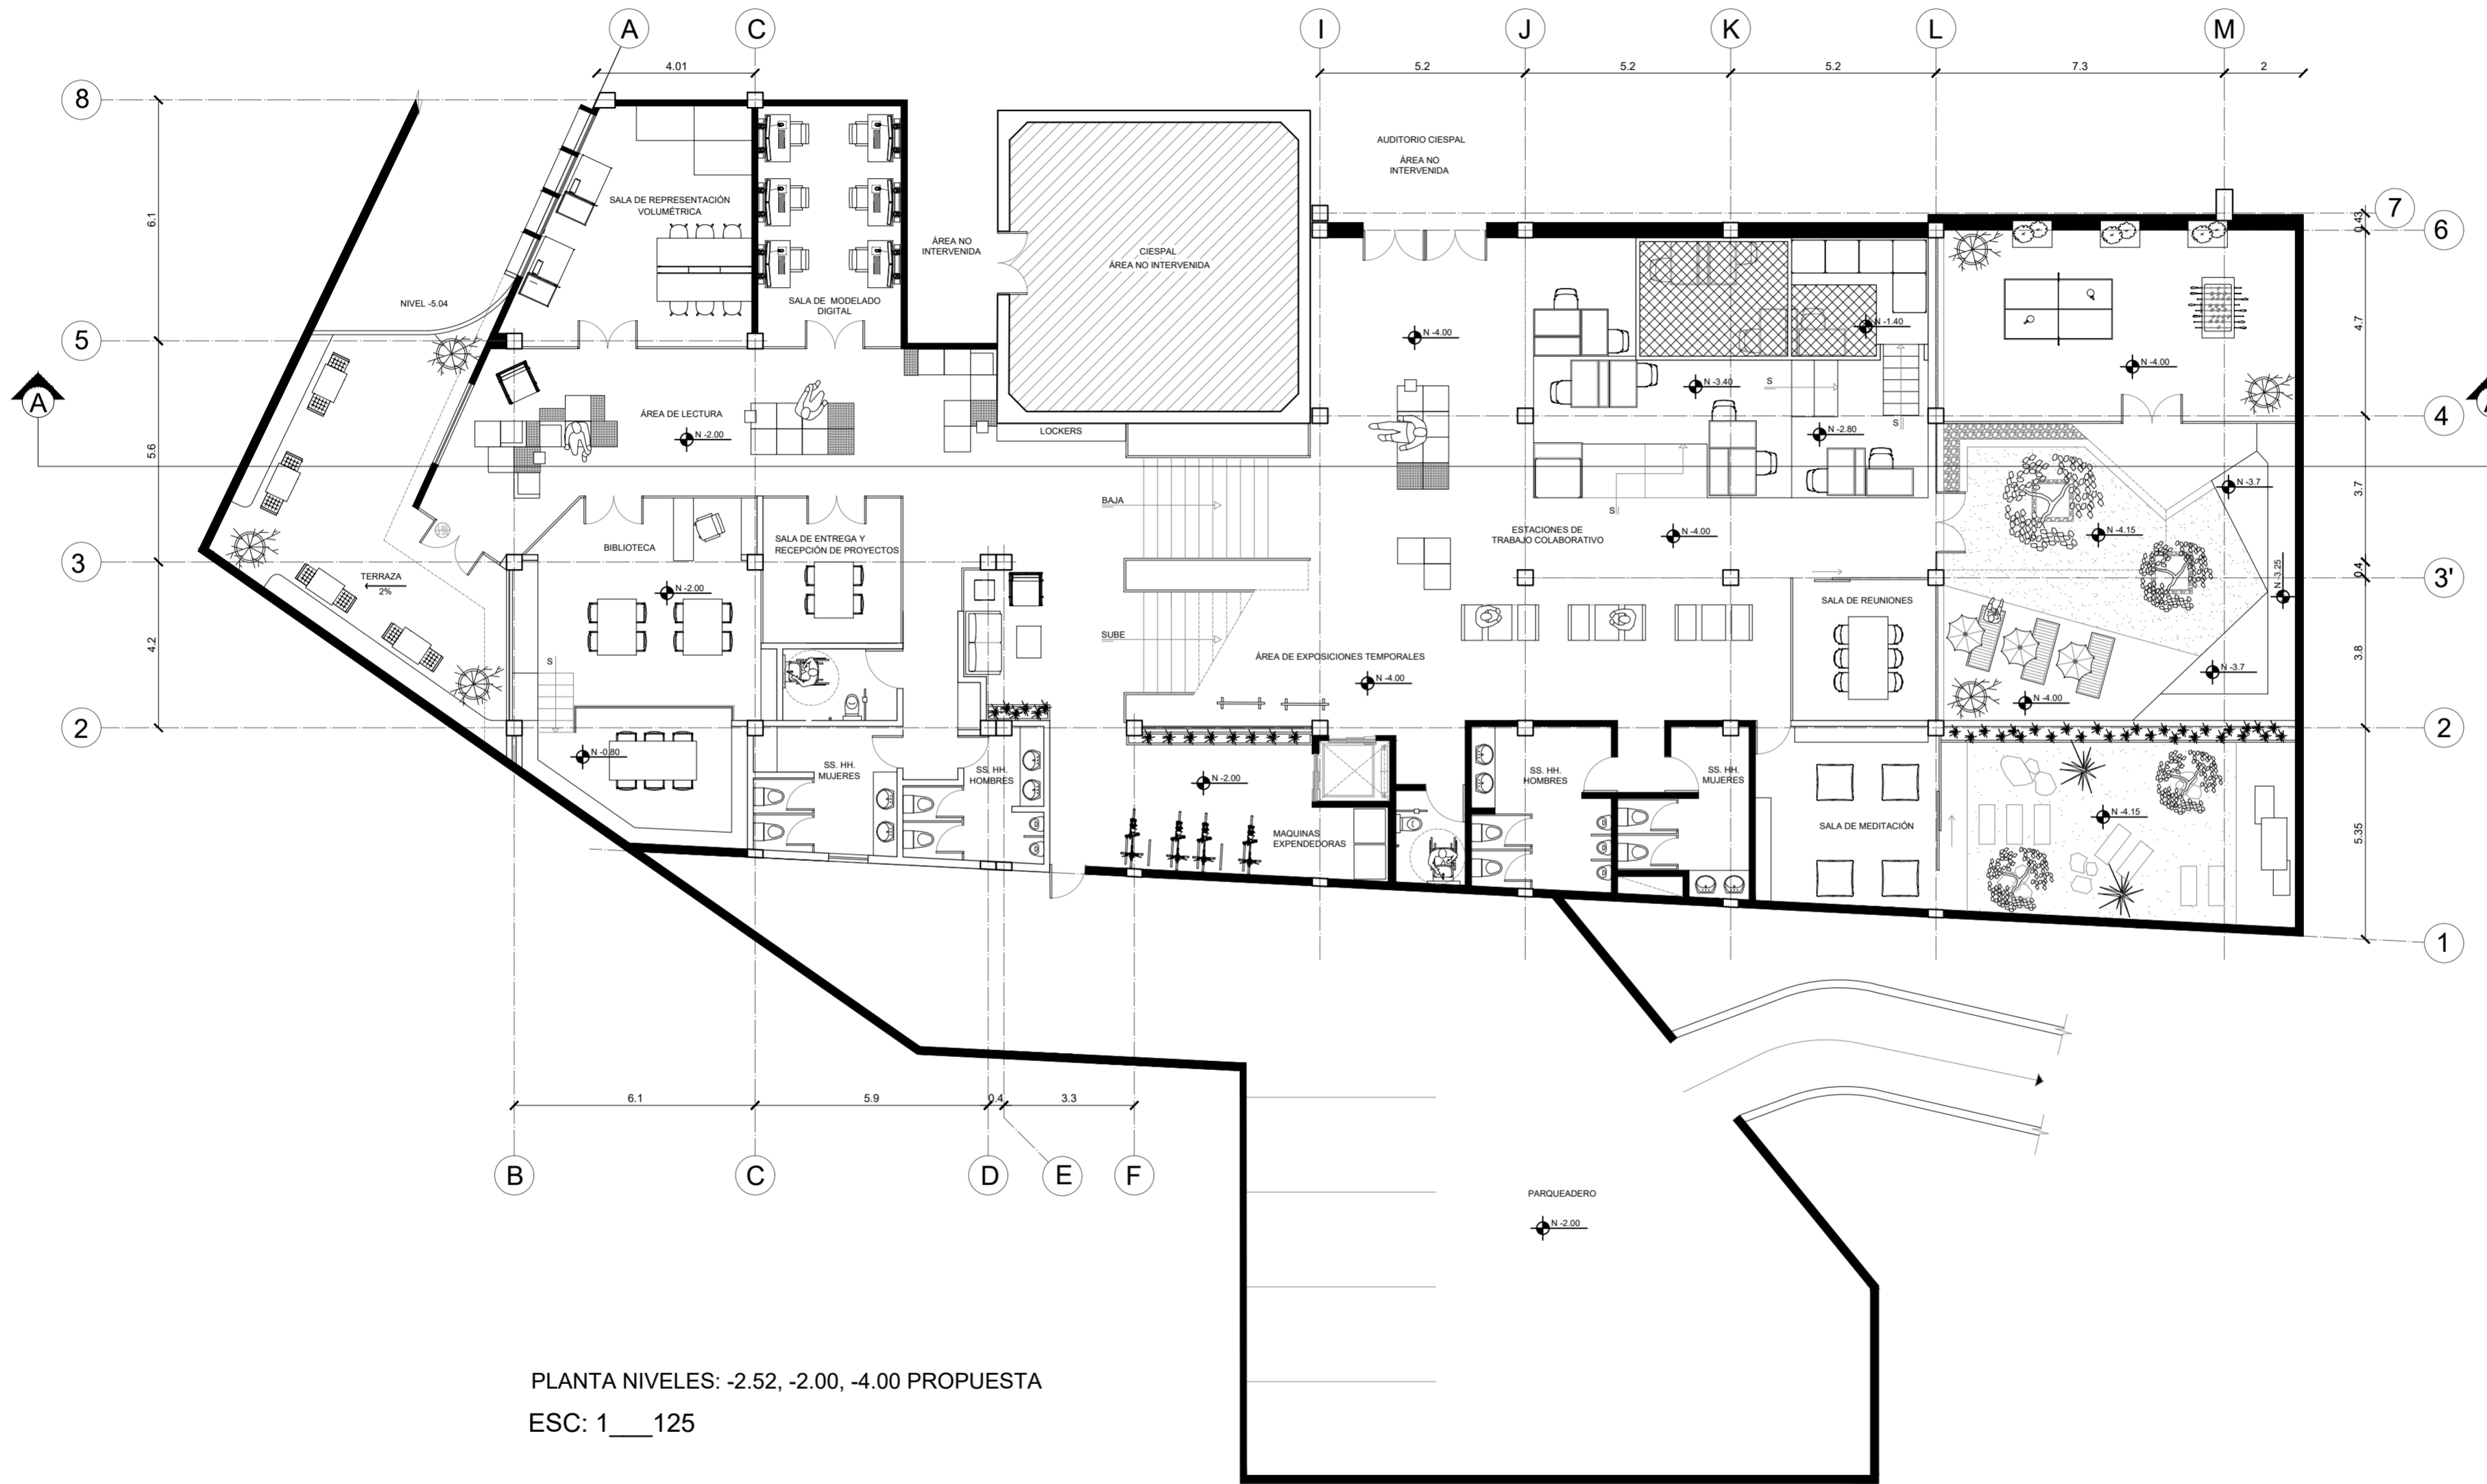 A
C
I
J
K
L
M
4.01
5.2
5.2
5.2
7.3
2
8
6.1
5
5.6
3
4.2
2
7
6
4
3'
2
1
0.43
4.7
3.7
0.4
3.8
5.35
A
AUDITORIO CIESPAL
ÁREA NO
INTERVENIDA
SALA DE REPRESENTACIÓN
VOLUMÉTRICA
ÁREA NO
INTERVENIDA
CIESPAL
ÁREA NO INTERVENIDA
SALA DE MODELADO
DIGITAL
NIVEL -5.04
N -4.00
N -1.40
N -4.00
N -3.40
S
S
ÁREA DE LECTURA
N -2.00
LOCKERS
N -2.80
N -3.7
BAJA
S
ESTACIONES DE
TRABAJO COLABORATIVO
N -4.00
N -4.15
BIBLIOTECA
SALA DE ENTREGA Y
RECEPCIÓN DE PROYECTOS
TERRAZA
2%
N -2.00
SALA DE REUNIONES
N -3.25
SUBE
ÁREA DE EXPOSICIONES TEMPORALES
N -4.00
S
N -3.7
N -4.00
N -0.80
SS. HH.
MUJERES
SS. HH.
HOMBRES
N -2.00
SS. HH.
HOMBRES
SS. HH.
MUJERES
MAQUINAS
EXPENDEDORAS
SALA DE MEDITACIÓN
N -4.15
6.1
5.9
0.4
3.3
B
C
D
E
F
PARQUEADERO
N -2.00
PLANTA NIVELES: -2.52, -2.00, -4.00 PROPUESTA
ESC: 1___125